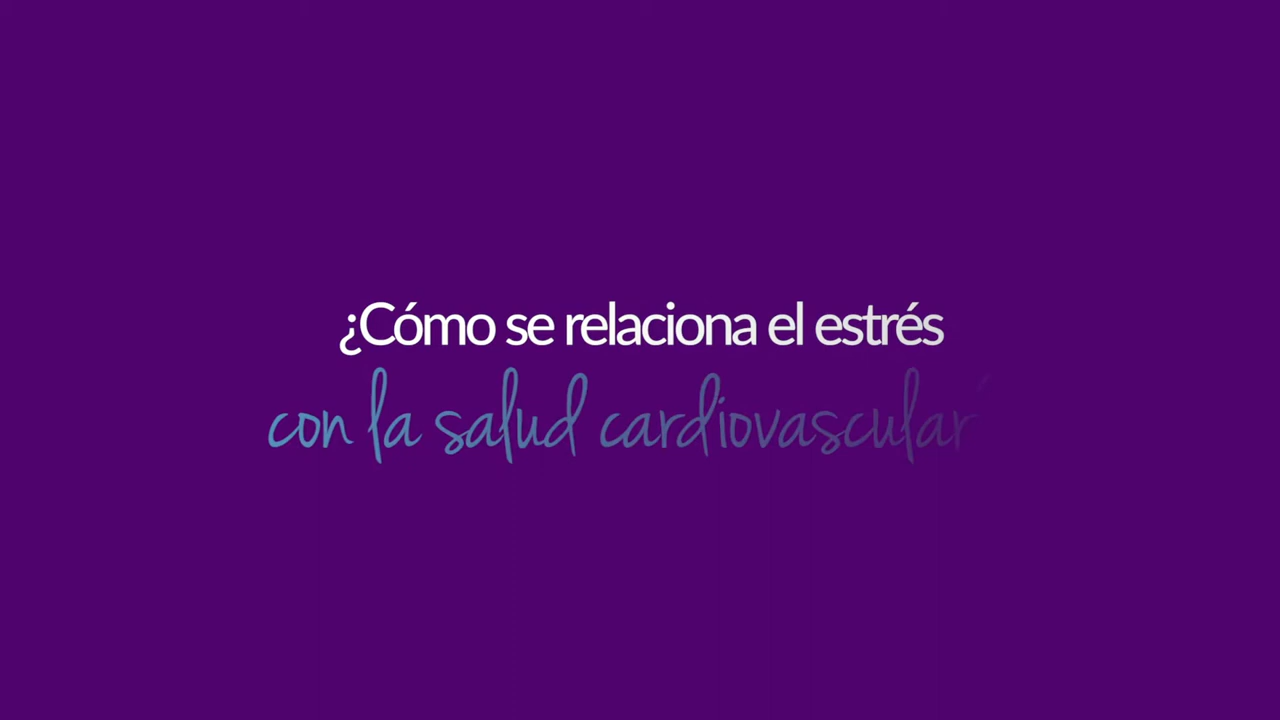 ¿Cómo se relaciona el estrés
con la salud cardiovascular